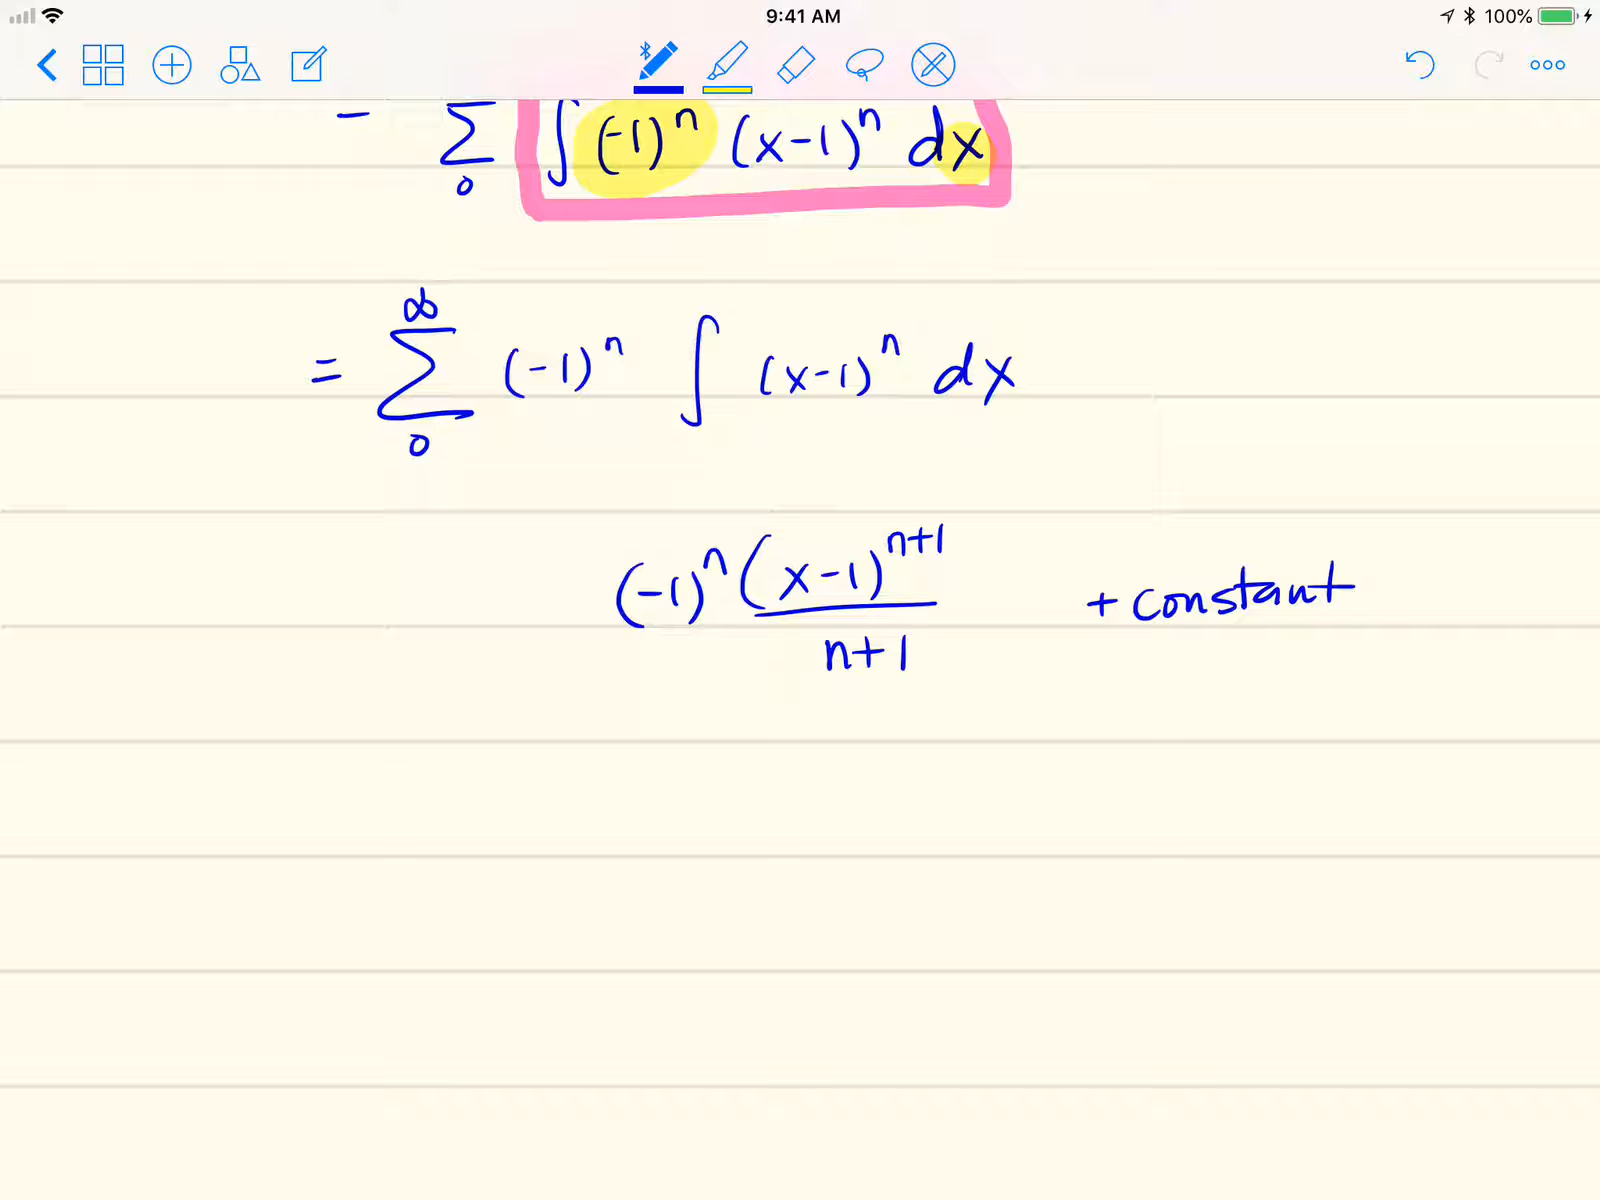 9:41 AM 100%
- ∑ ∫ (-1)ⁿ (x-1)ⁿ dx
0
∞
= ∑ (-1)ⁿ ∫ (x-1)ⁿ dx
0
(-1)ⁿ (x-1)ⁿ⁺¹ + constant
n+1